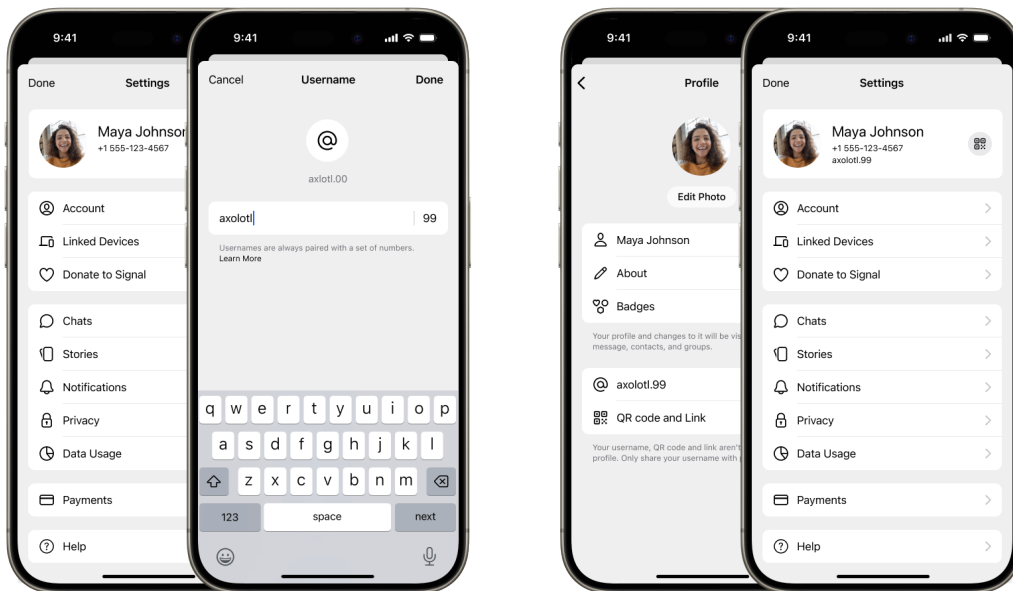 9:41
Done
Settings
Maya Johnson
+1 555-123-4567
Account
Linked Devices
Donate to Signal
Chats
Stories
Notifications
Privacy
Data Usage
Payments
Help
9:41
Cancel
Username
Done
@
axlotl.00
axolotl
99
Usernames are always paired with a set of numbers.
Learn More
q w e r t y u i o p
a s d f g h j k l
z x c v b n m
123
space
next
9:41
Profile
Edit Photo
Maya Johnson
About
Badges
Your profile and changes to it will be vis
message, contacts, and groups.
@
axolotl.99
QR code and Link
Your username, QR code and link aren't
profile. Only share your username with
9:41
Done
Settings
Maya Johnson
+1 555-123-4567
axolotl.99
Account
Linked Devices
Donate to Signal
Chats
Stories
Notifications
Privacy
Data Usage
Payments
? Help